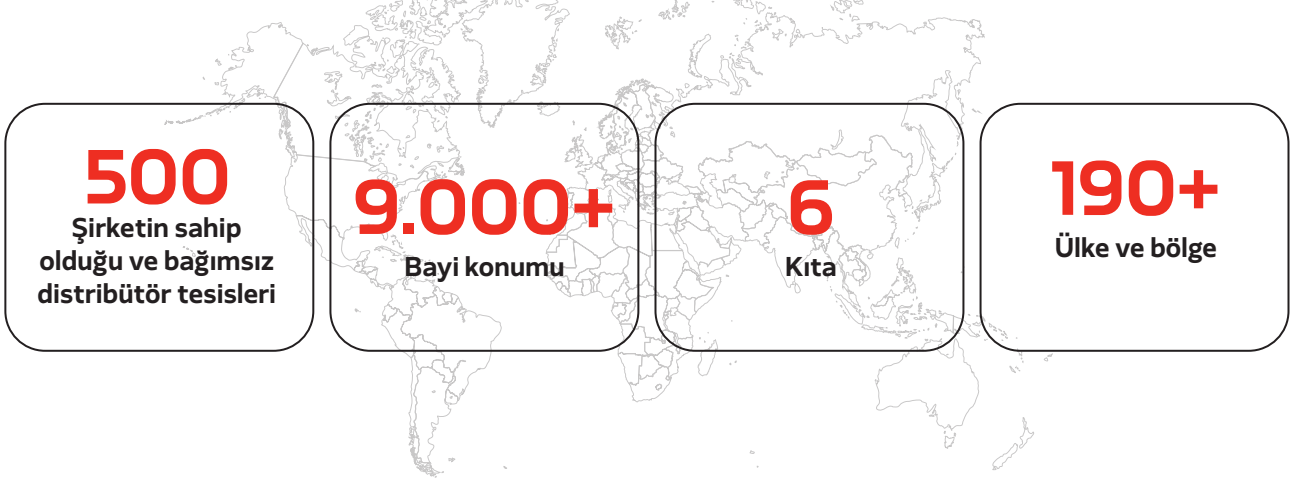 500
Şirketin sahip
olduğu ve bağımsız
distribütör tesisleri
9.000+
Bayi konumu
6
Kıta
190+
Ülke ve bölge